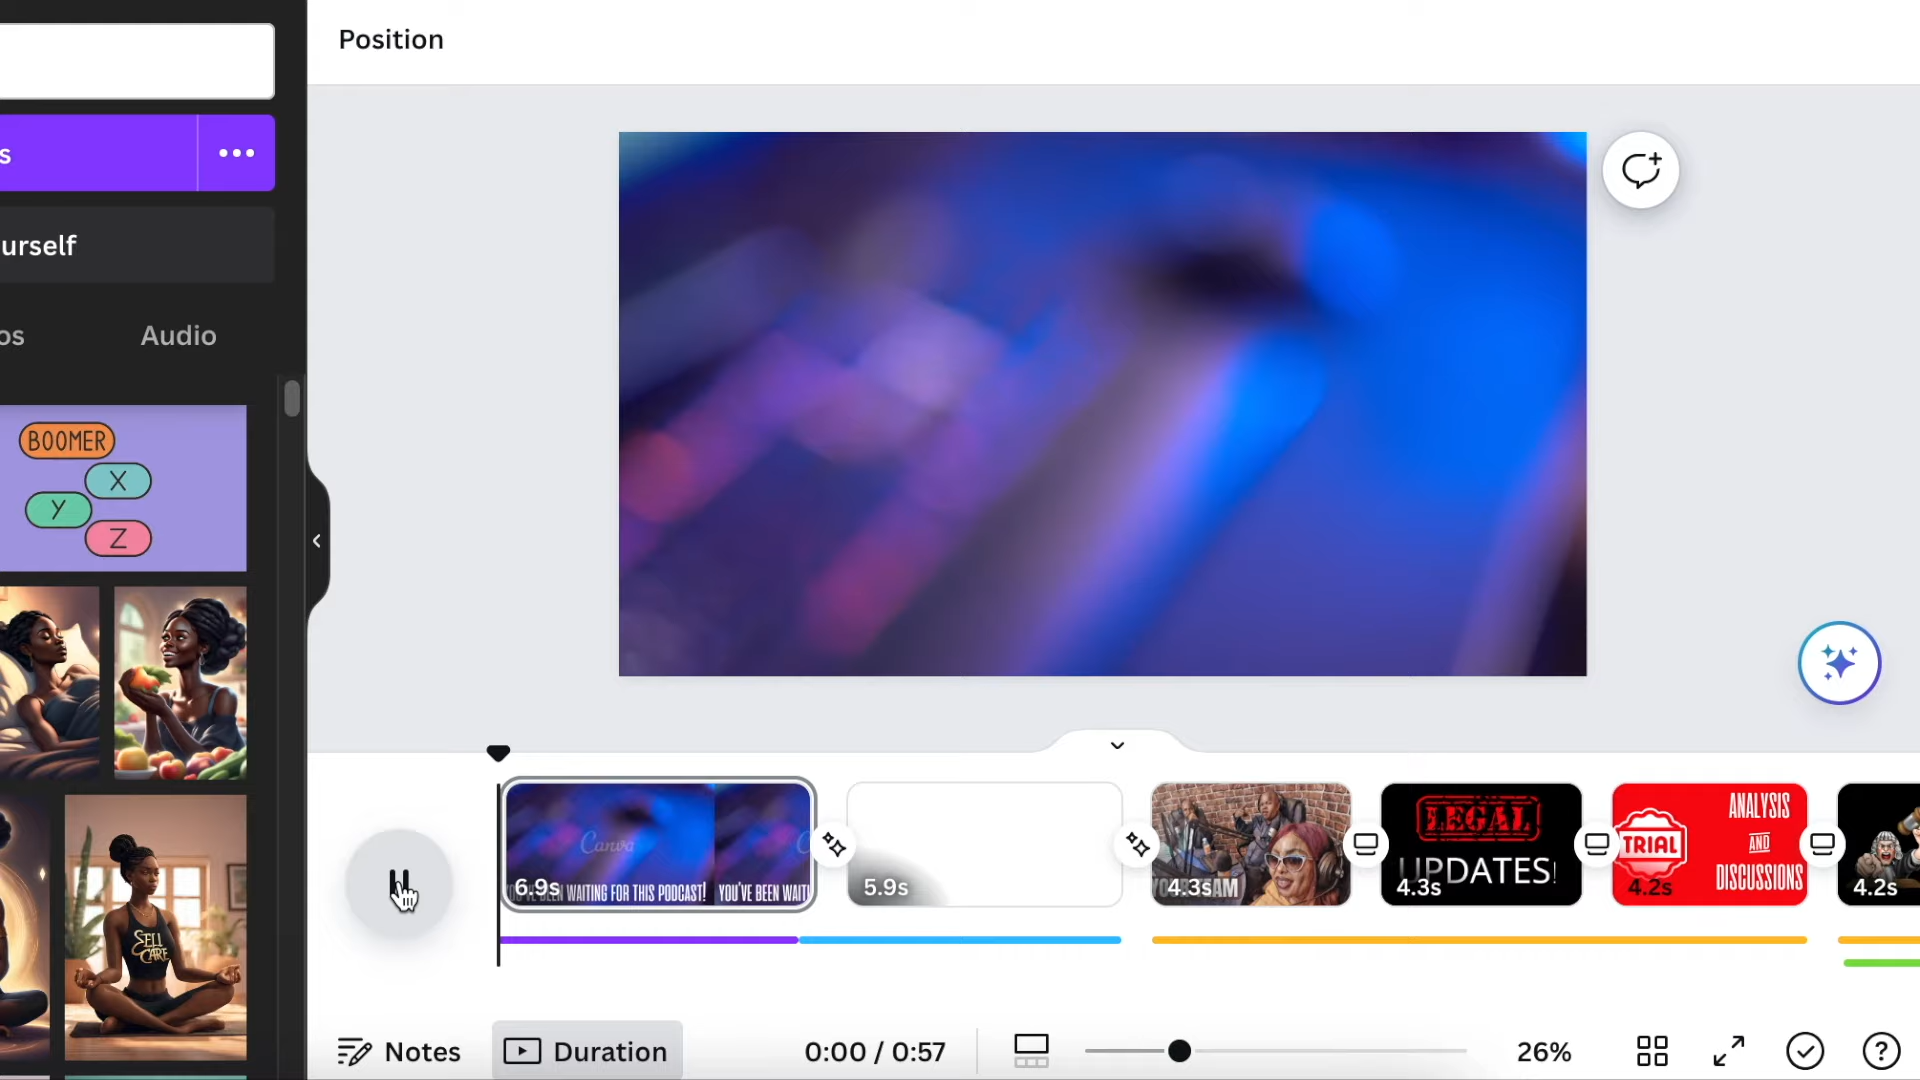 Position
s
urself
os
Audio
BOOMER
X
Y
Z
SELF
CARE
Canva
6.9s
WAITING FOR THIS PODCAST!
YOU'VE BEEN WAIT
5.9s
4.3s
AM
LEGAL
UPDATES!
4.3s
TRIAL
ANALYSIS
AND
DISCUSSIONS
4.2s
4.2s
Notes
Duration
0:00 / 0:57
26%